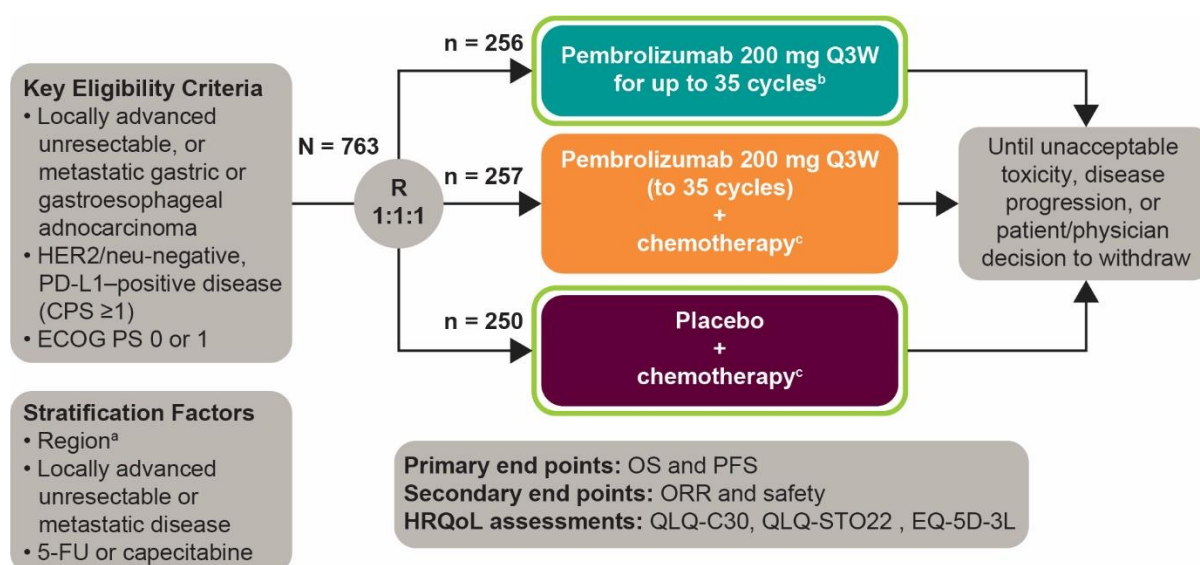 Key Eligibility Criteria
• Locally advanced
unresectable, or
metastatic gastric or
gastroesophageal
adnocarcinoma
• HER2/neu-negative,
PD-L1–positive disease
(CPS ≥1)
• ECOG PS 0 or 1
Stratification Factors
• Regionᵃ
• Locally advanced
unresectable or
metastatic disease
• 5-FU or capecitabine
N = 763
R
1:1:1
n = 256
Pembrolizumab 200 mg Q3W
for up to 35 cyclesᵇ
n = 257
Pembrolizumab 200 mg Q3W
(to 35 cycles)
+
chemotherapyᶜ
n = 250
Placebo
+
chemotherapyᶜ
Until unacceptable
toxicity, disease
progression, or
patient/physician
decision to withdraw
Primary end points: OS and PFS
Secondary end points: ORR and safety
HRQoL assessments: QLQ-C30, QLQ-STO22 , EQ-5D-3L